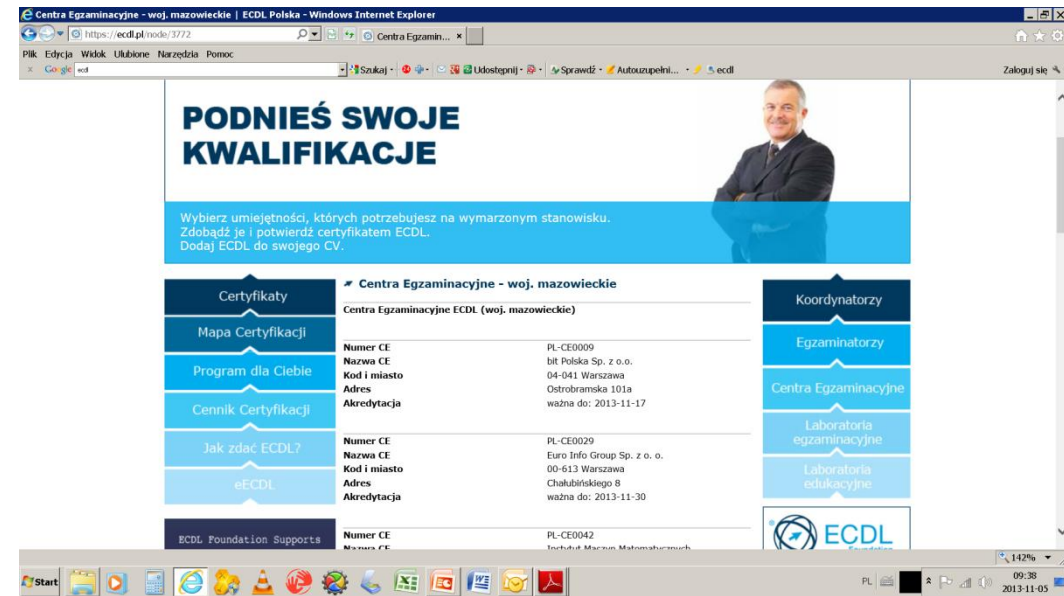 Centra Egzaminacyjne - woj. mazowieckie | ECDL Polska - Windows Internet Explorer
https://ecdl.pl/node/3772
Centra Egzamin... ×
Plik Edycja Widok Ulubione Narzędzia Pomoc
× Google ecdl Szukaj Udostępnij Sprawdź Autouzupełni... ecdl Zaloguj się
PODNIEŚ SWOJE
KWALIFIKACJE
Wybierz umiejętności, których potrzebujesz na wymarzonym stanowisku.
Zdobądź je i potwierdź certyfikatem ECDL.
Dodaj ECDL do swojego CV.
Certyfikaty
Mapa Certyfikacji
Program dla Ciebie
Cennik Certyfikacji
Jak zdać ECDL?
eECDL
ECDL Foundation Supports
Centra Egzaminacyjne - woj. mazowieckie
Centra Egzaminacyjne ECDL (woj. mazowieckie)
Numer CE PL-CE0009
Nazwa CE bit Polska Sp. z o.o.
Kod i miasto 04-041 Warszawa
Adres Ostrobramska 101a
Akredytacja ważna do: 2013-11-17
Numer CE PL-CE0029
Nazwa CE Euro Info Group Sp. z o. o.
Kod i miasto 00-613 Warszawa
Adres Chałubińskiego 8
Akredytacja ważna do: 2013-11-30
Numer CE PL-CE0042
Nazwa CE Instytut Maszyn Matematycznych
Koordynatorzy
Egzaminatorzy
Centra Egzaminacyjne
Laboratoria
egzaminacyjne
Laboratoria
edukacyjne
ECDL
Foundation
142%
Start PL 09:38
2013-11-05